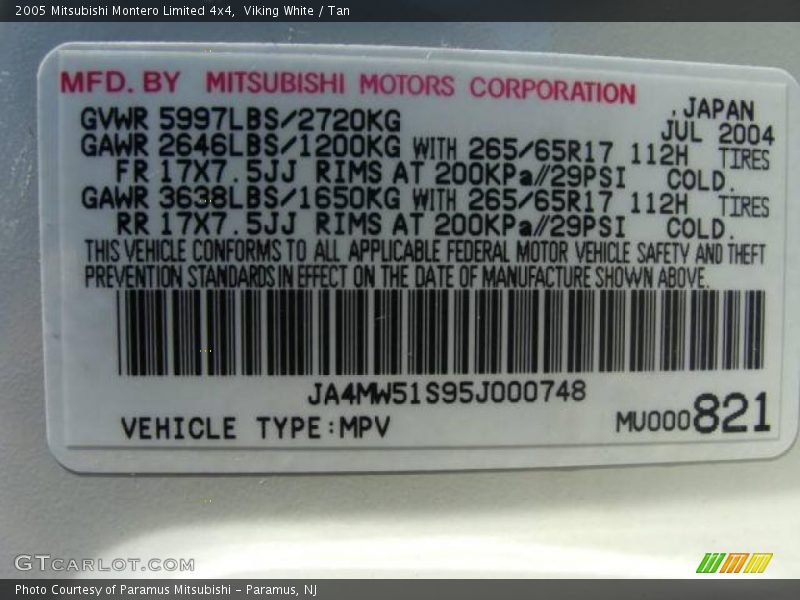 2005 Mitsubishi Montero Limited 4x4, Viking White / Tan
MFD. BY MITSUBISHI MOTORS CORPORATION
, JAPAN
GVWR 5997LBS/2720KG JUL 2004
GAWR 2646LBS/1200KG WITH 265/65R17 112H TIRES
FR 17X7.5JJ RIMS AT 200KPa//29PSI COLD.
GAWR 3638LBS/1650KG WITH 265/65R17 112H TIRES
RR 17X7.5JJ RIMS AT 200KPa//29PSI COLD.
THIS VEHICLE CONFORMS TO ALL APPLICABLE FEDERAL MOTOR VEHICLE SAFETY AND THEFT
PREVENTION STANDARDS IN EFFECT ON THE DATE OF MANUFACTURE SHOWN ABOVE.
JA4MW51S95J000748
VEHICLE TYPE:MPV MU000821
GTCARLOT.COM
Photo Courtesy of Paramus Mitsubishi - Paramus, NJ